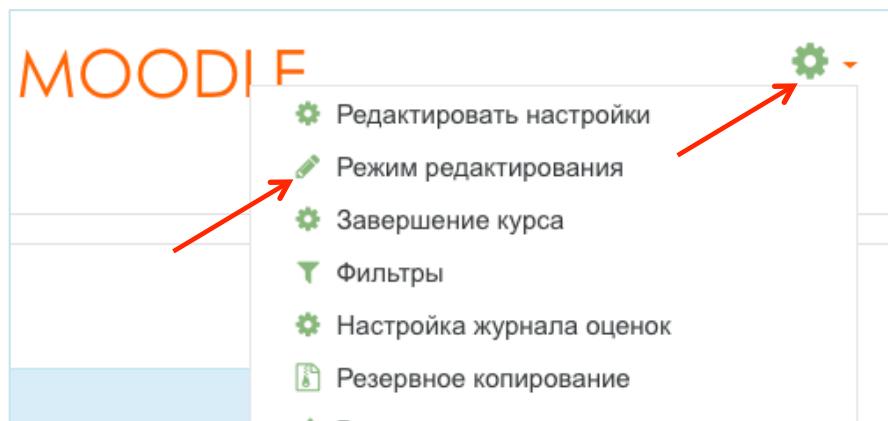 MOODLE
Редактировать настройки
Режим редактирования
Завершение курса
Фильтры
Настройка журнала оценок
Резервное копирование